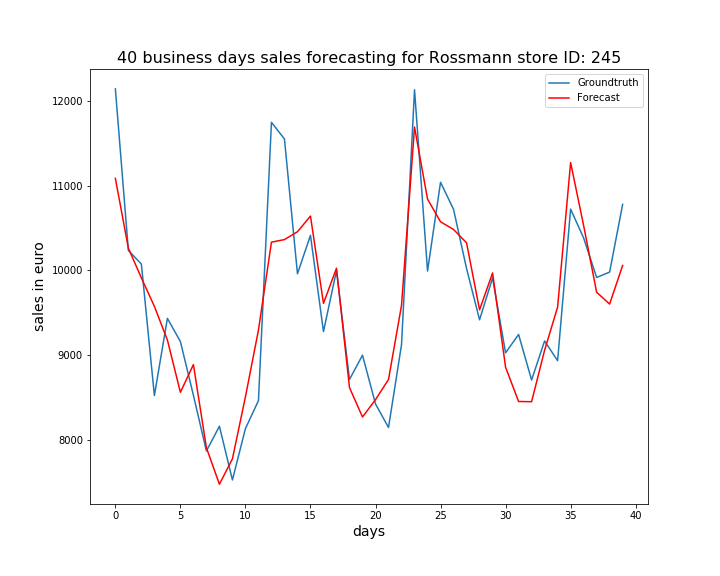 40 business days sales forecasting for Rossmann store ID: 245
Groundtruth
Forecast
12000
11000
10000
9000
8000
sales in euro
0 5 10 15 20 25 30 35 40
days